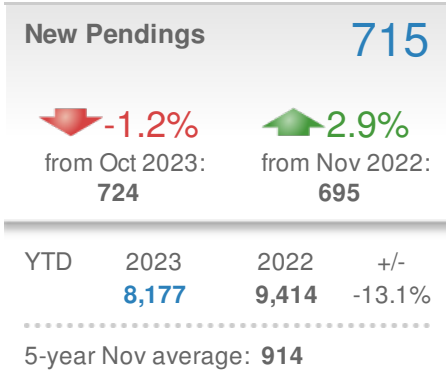 New Pendings 715
-1.2% 2.9%
from Oct 2023: from Nov 2022:
724 695
YTD 2023 2022 +/-
8,177 9,414 -13.1%
5-year Nov average: 914